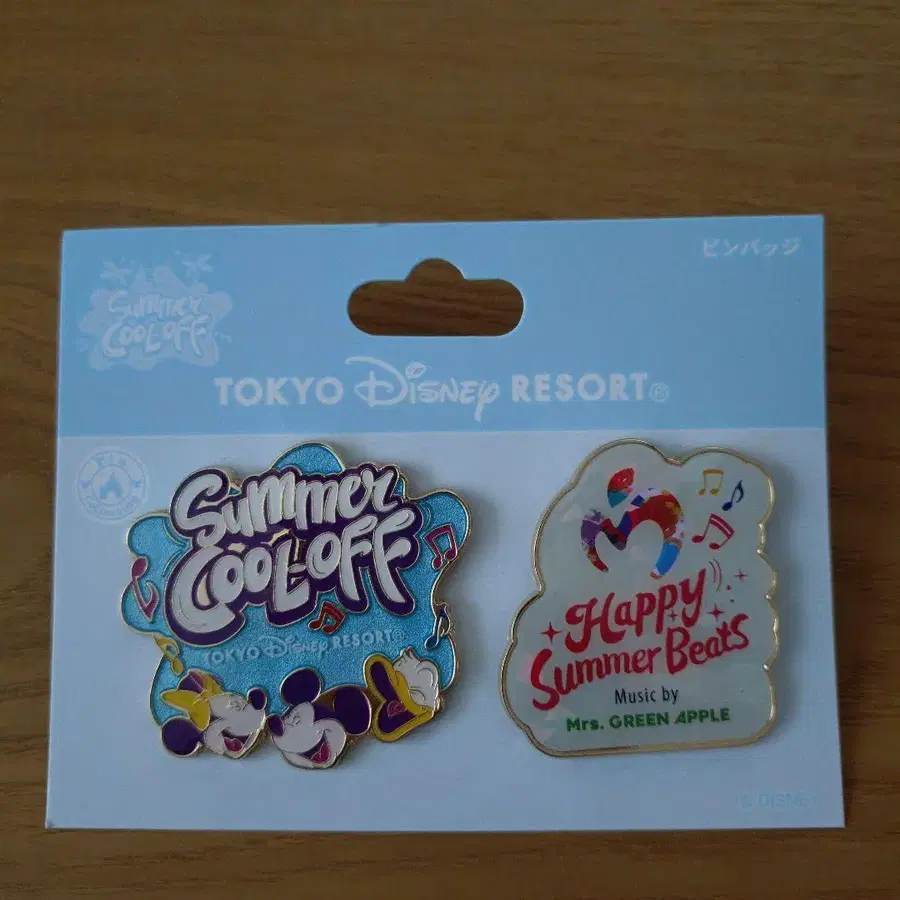 ピンバッジ
Summer
COOL-OFF
TOKYO Disney RESORT®
Summer
COOL-OFF
TOKYO Disney RESORT®
Happy
Summer Beats
Music by
Mrs. GREEN APPLE
© DISNEY